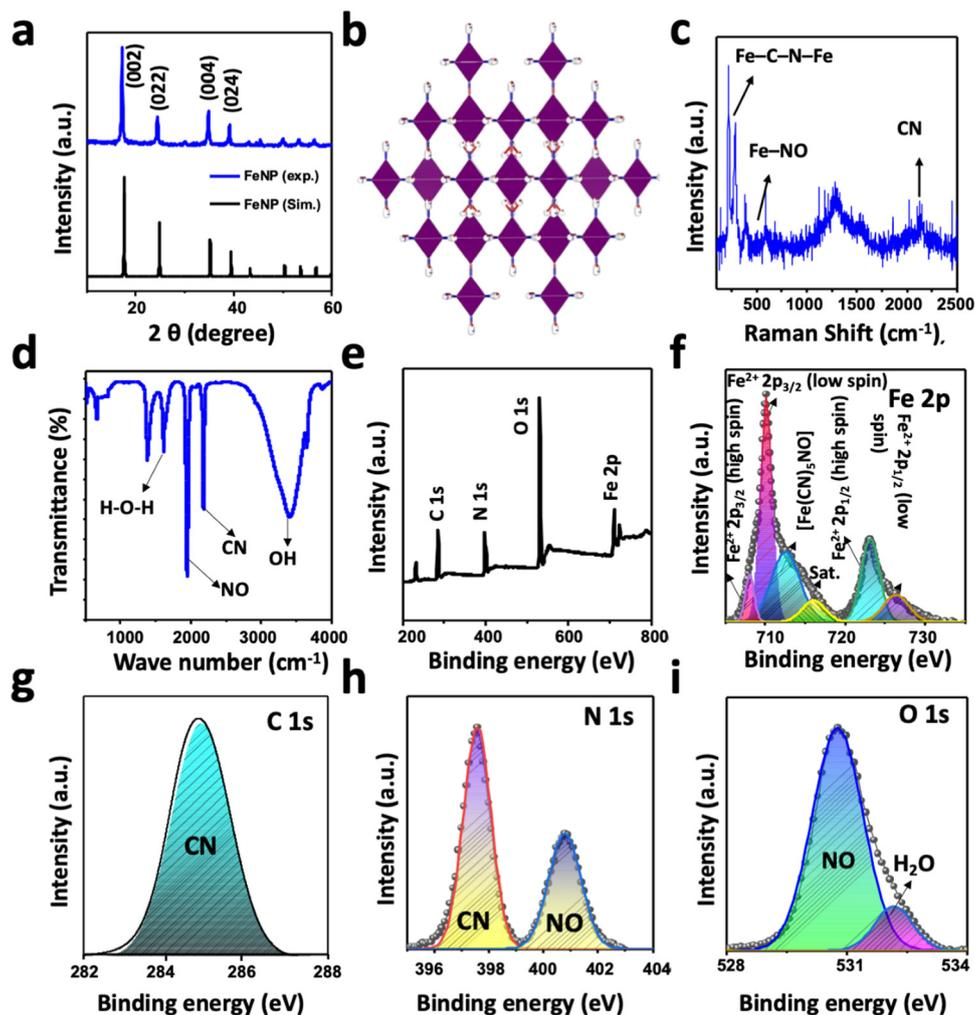 a
Intensity (a.u.)
(002)
(022)
(004)
(024)
FeNP (exp.)
FeNP (Sim.)
20
40
60
2 θ (degree)
b
c
Intensity (a.u.)
Fe–C–N–Fe
Fe–NO
CN
500
1000
1500
2000
2500
Raman Shift (cm-1),
d
Transmittance (%)
H-O-H
NO
CN
OH
1000
2000
3000
4000
Wave number (cm-1)
e
Intensity (a.u.)
C 1s
N 1s
O 1s
Fe 2p
200
400
600
800
Binding energy (eV)
f
Intensity (a.u.)
Fe2+ 2p3/2 (low spin)
Fe 2p
Fe2+ 2p3/2 (high spin)
[Fe(CN)5NO]
Sat.
Fe2+ 2p1/2 (high spin)
Fe2+ 2p1/2 (low
spin)
710
720
730
Binding energy (eV)
g
Intensity (a.u.)
C 1s
CN
282
284
286
288
Binding energy (eV)
h
Intensity (a.u.)
N 1s
CN
NO
396
398
400
402
404
Binding energy (eV)
i
Intensity (a.u.)
O 1s
NO
H2O
528
531
534
Binding energy (eV)